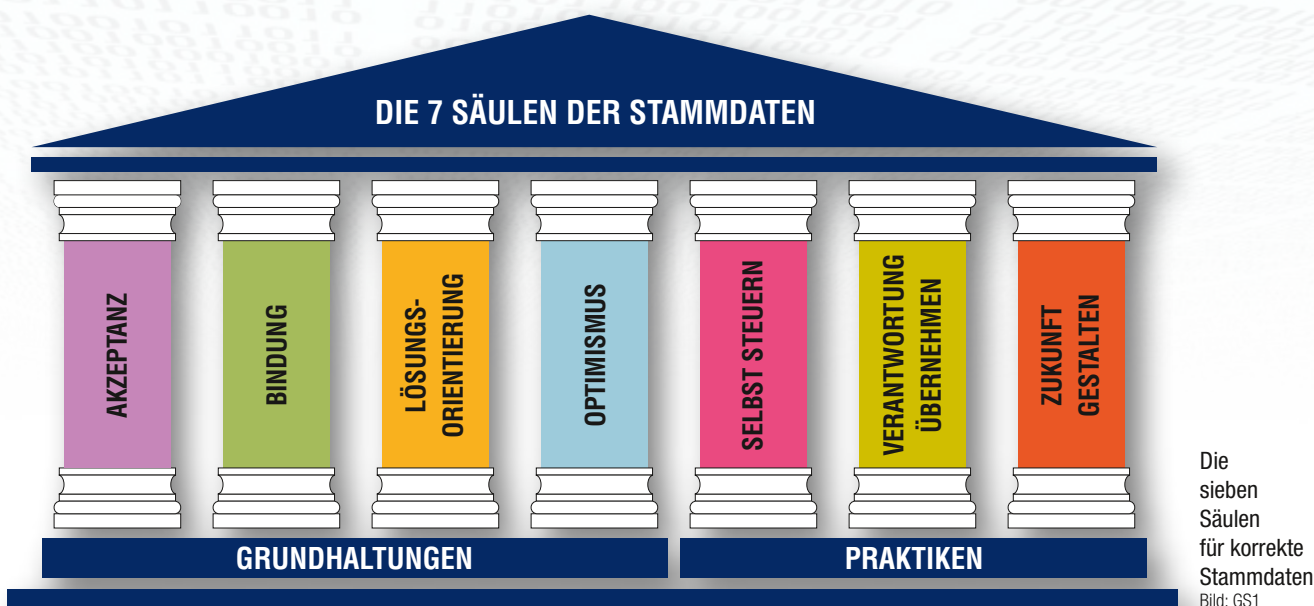 DIE 7 SÄULEN DER STAMMDATEN
AKZEPTANZ
BINDUNG
LÖSUNGS-
ORIENTIERUNG
OPTIMISMUS
SELBST STEUERN
VERANTWORTUNG
ÜBERNEHMEN
ZUKUNFT
GESTALTEN
GRUNDHALTUNGEN
PRAKTIKEN
Die
sieben
Säulen
für korrekte
Stammdaten
Bild: GS1